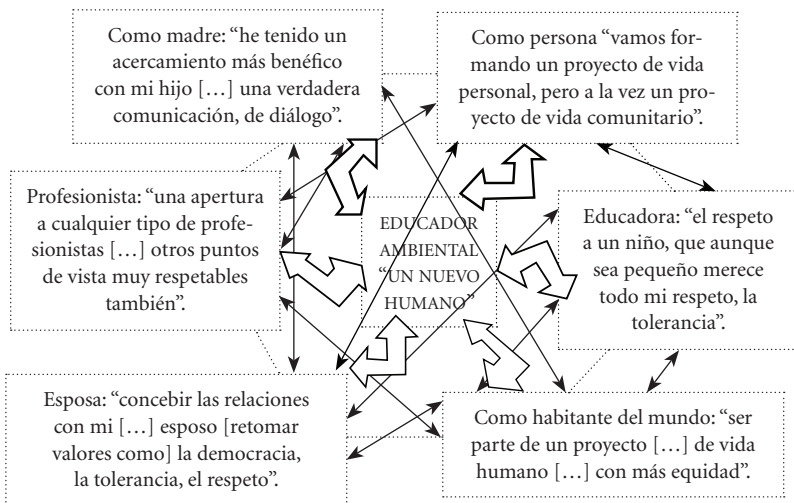 Como madre: “he tenido un
acercamiento más benéfico
con mi hijo […] una verdadera
comunicación, de diálogo”.
Como persona “vamos for-
mando un proyecto de vida
personal, pero a la vez un pro-
yecto de vida comunitario”.
Profesionista: “una apertura
a cualquier tipo de profe-
sionistas […] otros puntos
de vista muy respetables
también”.
EDUCADOR
AMBIENTAL
“UN NUEVO
HUMANO”
Educadora: “el respeto
a un niño, que aunque
sea pequeño merece
todo mi respeto, la
tolerancia”.
Esposa: “concebir las relaciones
con mi […] esposo [retomar
valores como] la democracia,
la tolerancia, el respeto”.
Como habitante del mundo: “ser
parte de un proyecto […] de vida
humano […] con más equidad”.